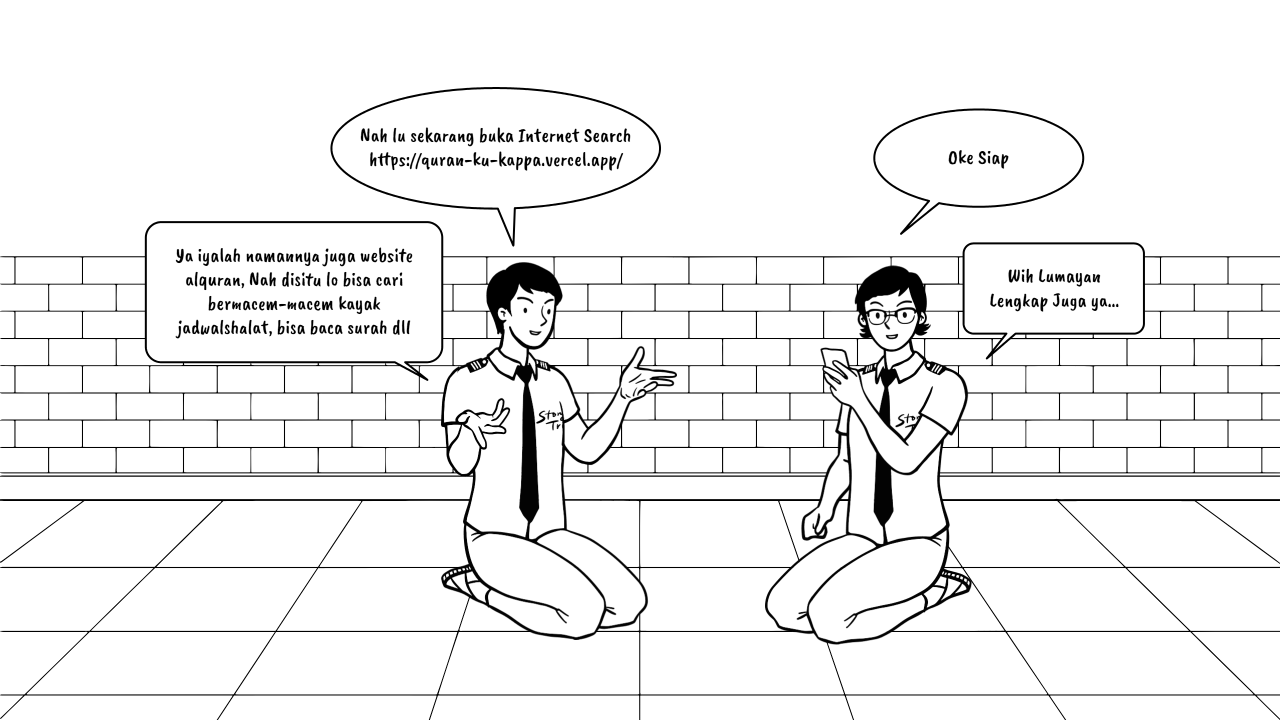 Nah lu sekarang buka Internet Search
https://quran-ku-kappa.vercel.app/
Oke Siap
Wih Lumayan
Lengkap Juga ya...
Ya iyalah namannya juga website
alquran, Nah disitu lo bisa cari
bermacem-macem kayak
jadwalshalat, bisa baca surah dll